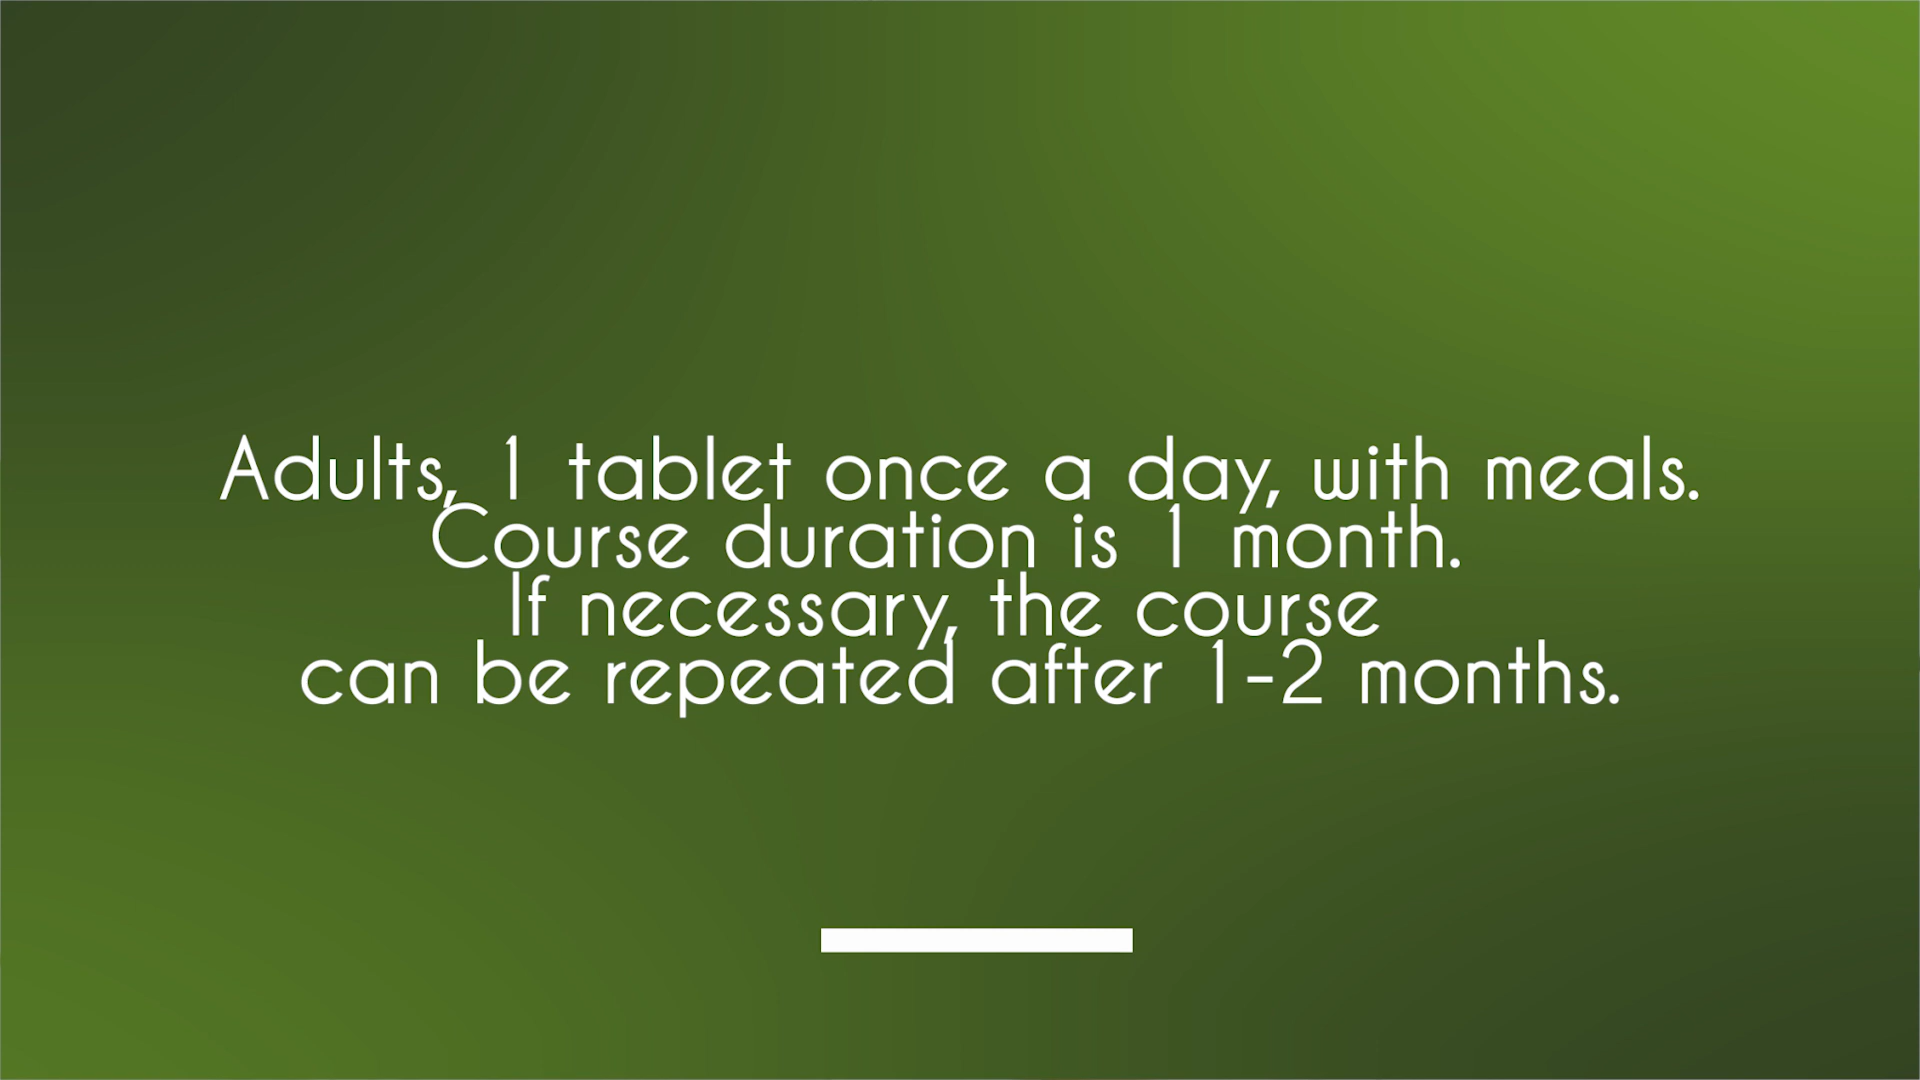 Adults, 1 tablet once a day, with meals.
Course duration is 1 month.
If necessary, the course
can be repeated after 1-2 months.